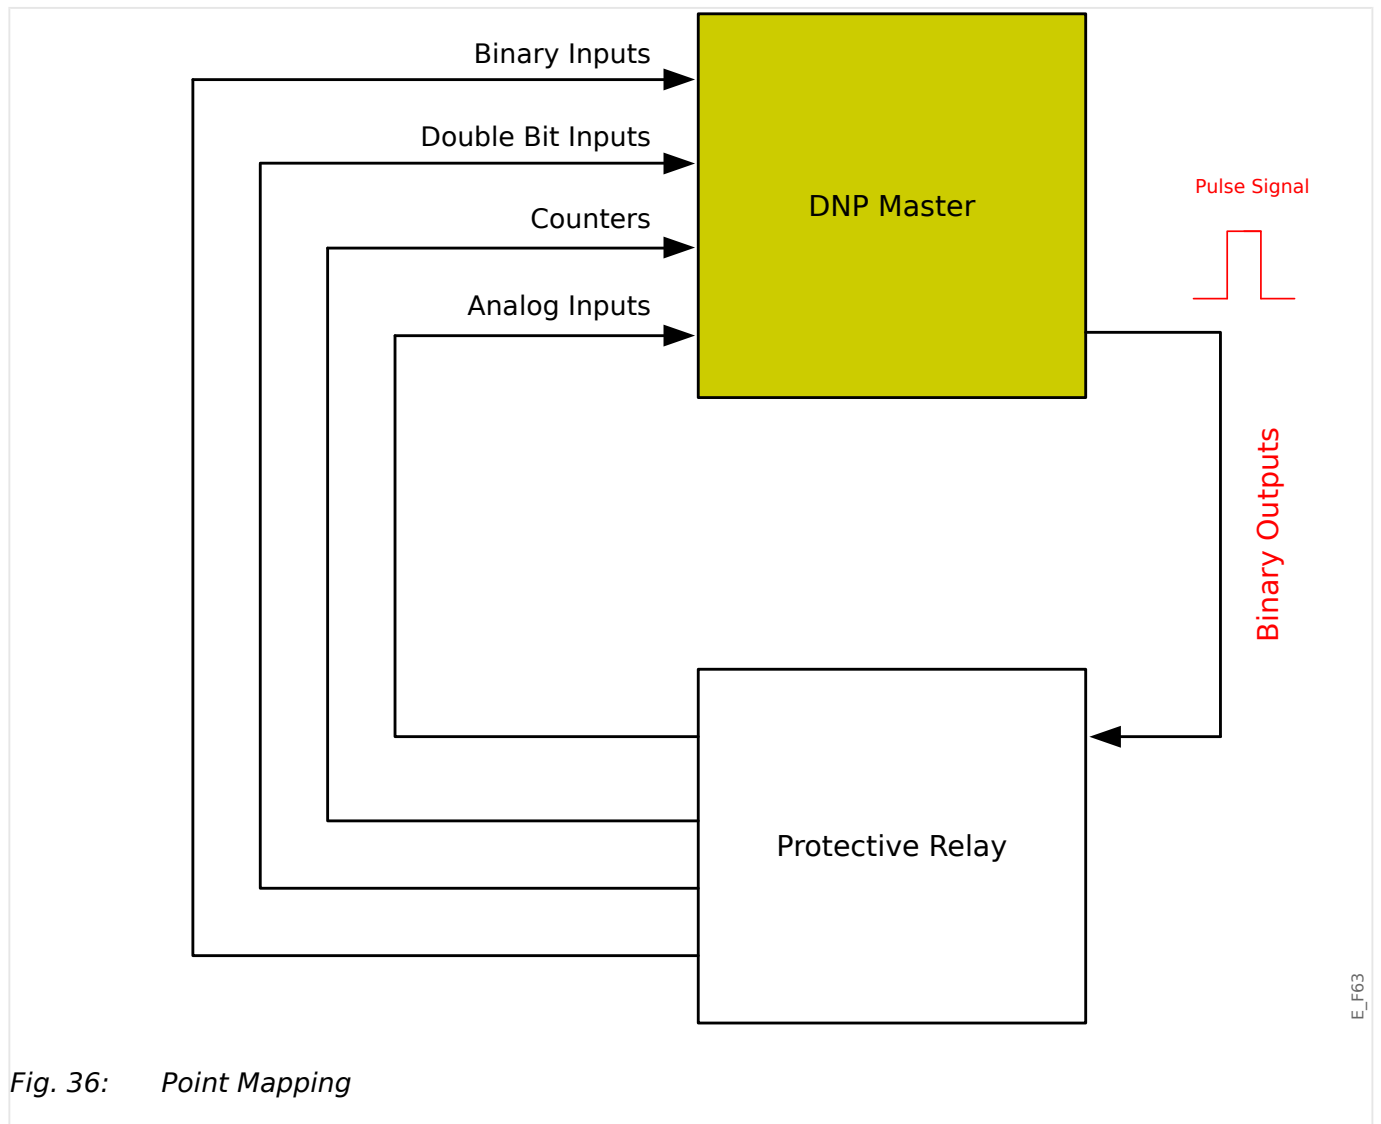 Binary Inputs
Double Bit Inputs
Counters
Analog Inputs
DNP Master
Pulse Signal
Binary Outputs
Protective Relay
E_F63
Fig. 36: Point Mapping